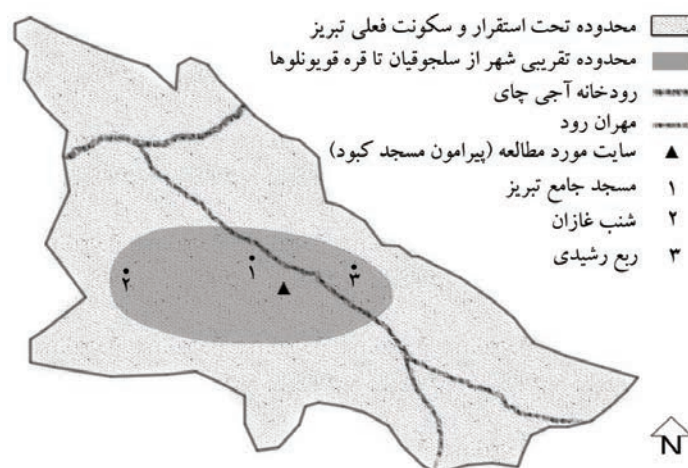 محدوده تحت استقرار و سکونت فعلی تبریز
محدوده تقریبی شهر از سلجوقیان تا قره قویونلوها
رودخانه آجی چای
مهران رود
سایت مورد مطالعه (پیرامون مسجد کبود)
۱ مسجد جامع تبریز
۲ شنب غازان
۳ ربع رشیدی
۳
۱
۲
N